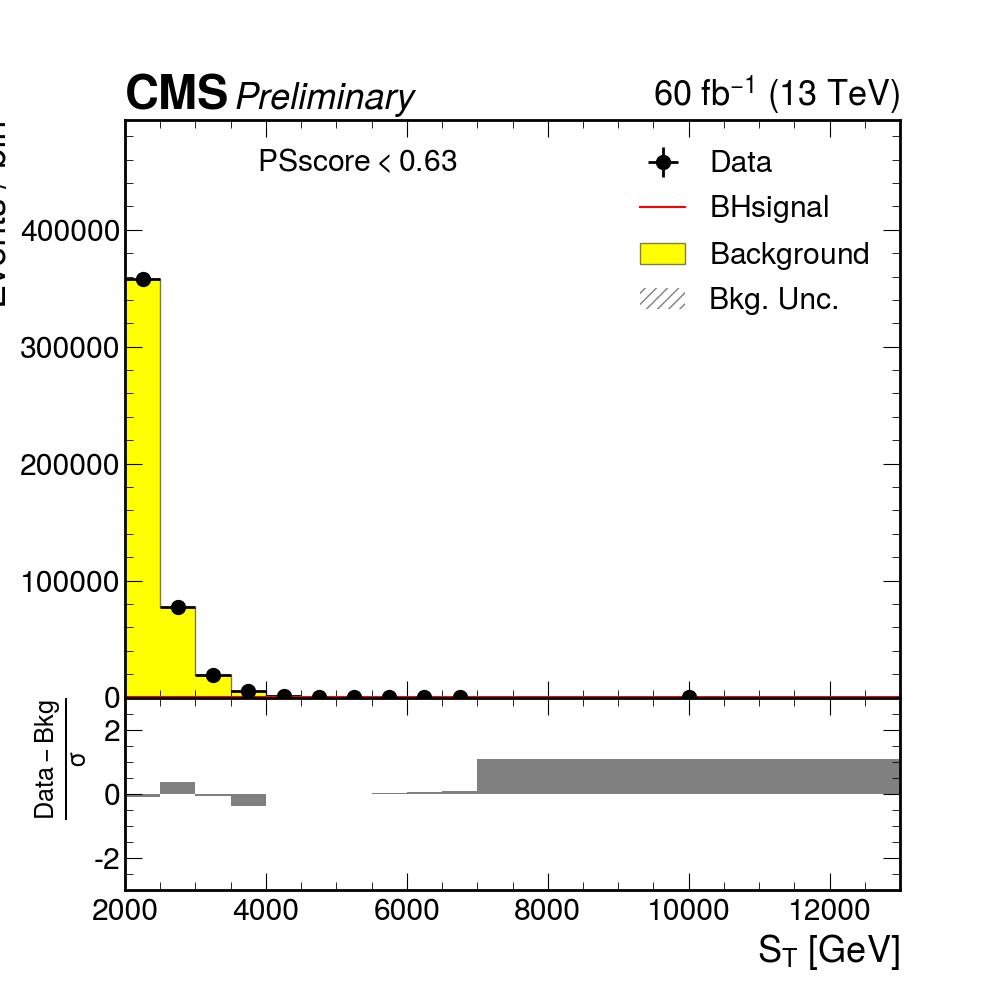 CMS Preliminary 60 fb⁻¹ (13 TeV)
PSscore < 0.63
Data
BHsignal
Background
Bkg. Unc.
Events / bin
400000
300000
200000
100000
0
Data − Bkg
σ
2
0
-2
2000 4000 6000 8000 10000 12000
S_T [GeV]